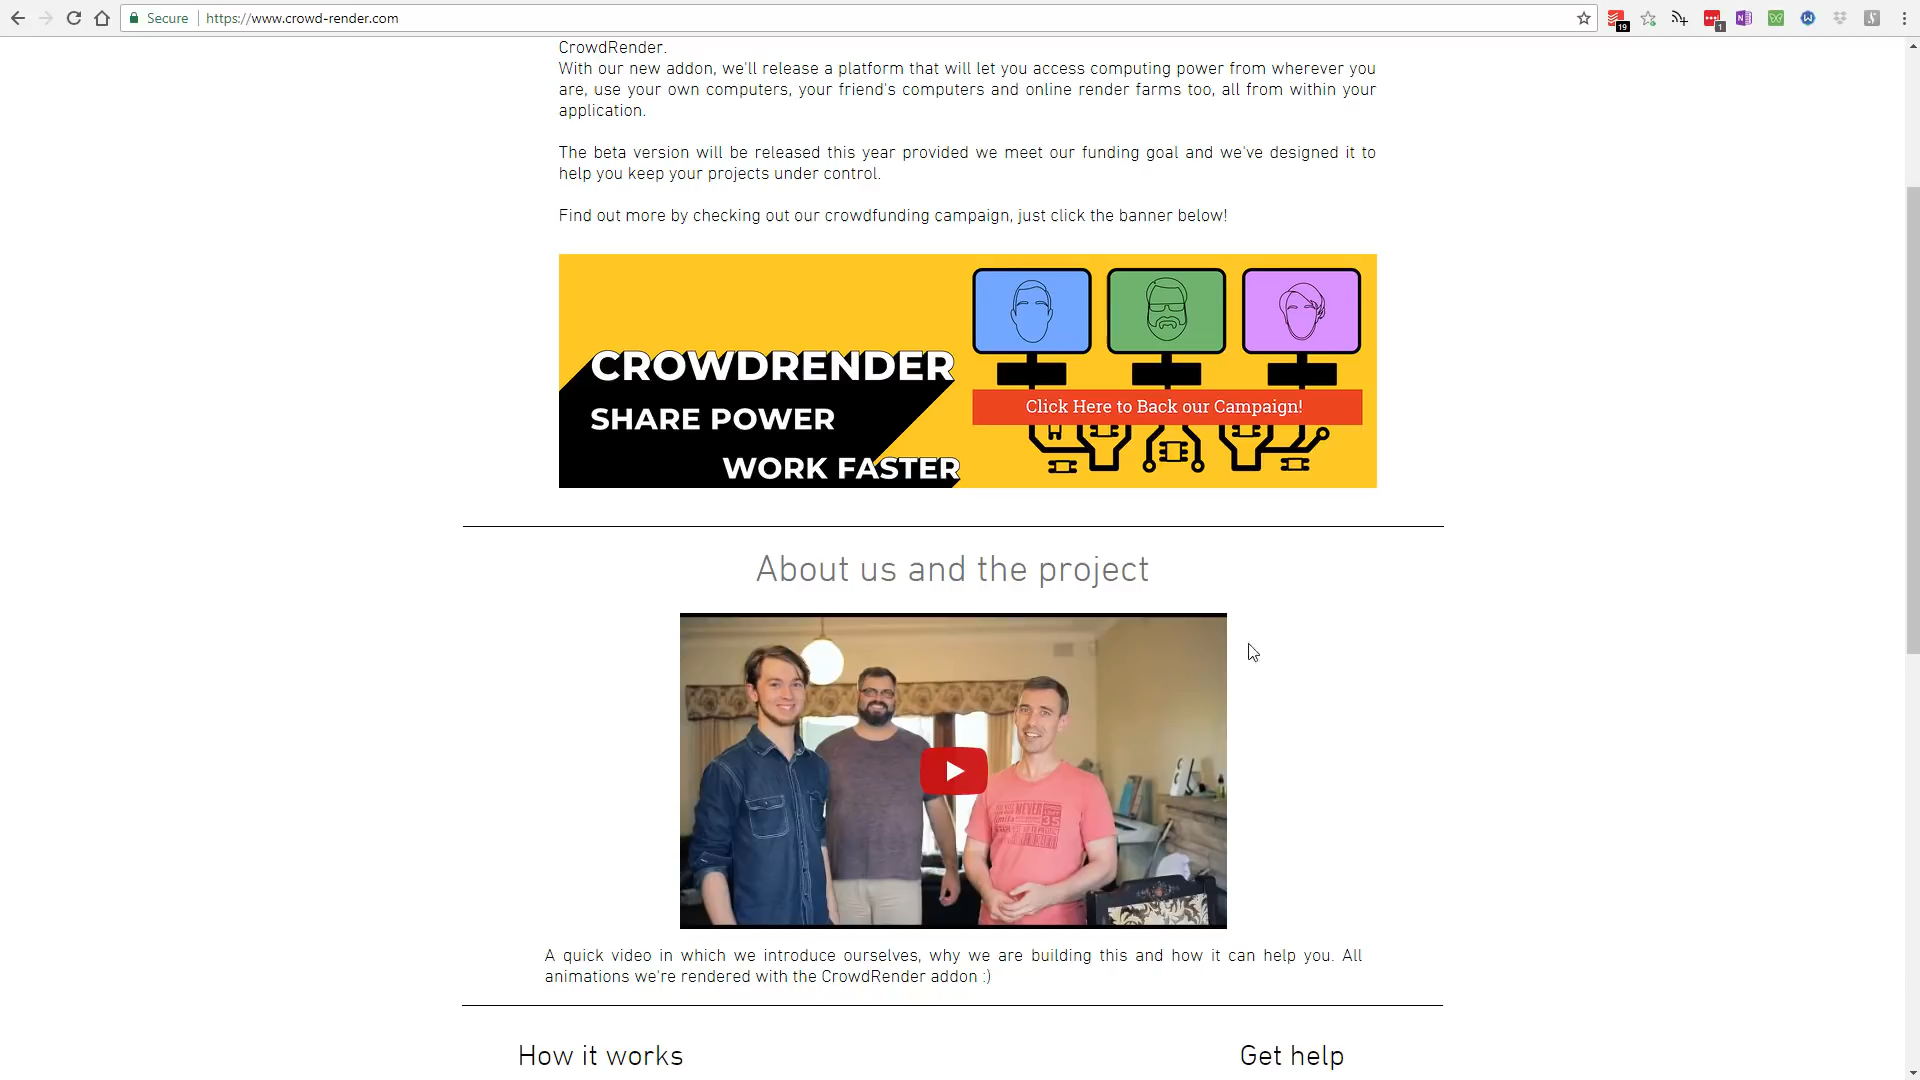 Secure
https://www.crowd-render.com
19
1
CrowdRender.
With our new addon, we'll release a platform that will let you access computing power from wherever you
are, use your own computers, your friend's computers and online render farms too, all from within your
application.
The beta version will be released this year provided we meet our funding goal and we've designed it to
help you keep your projects under control.
Find out more by checking out our crowdfunding campaign, just click the banner below!
CROWDRENDER
SHARE POWER
WORK FASTER
Click Here to Back our Campaign!
About us and the project
NEVER
35
A quick video in which we introduce ourselves, why we are building this and how it can help you. All
animations we're rendered with the CrowdRender addon :)
How it works
Get help